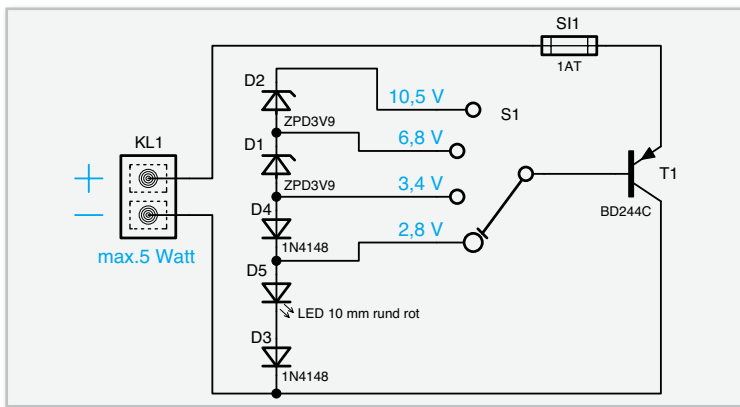 SI1
1AT
D2
10,5 V
S1
ZPD3V9
6,8 V
D1
KL1
+
T1
ZPD3V9
3,4 V
BD244C
−
D4
1N4148
2,8 V
max.5 Watt
D5
LED 10 mm rund rot
D3
1N4148